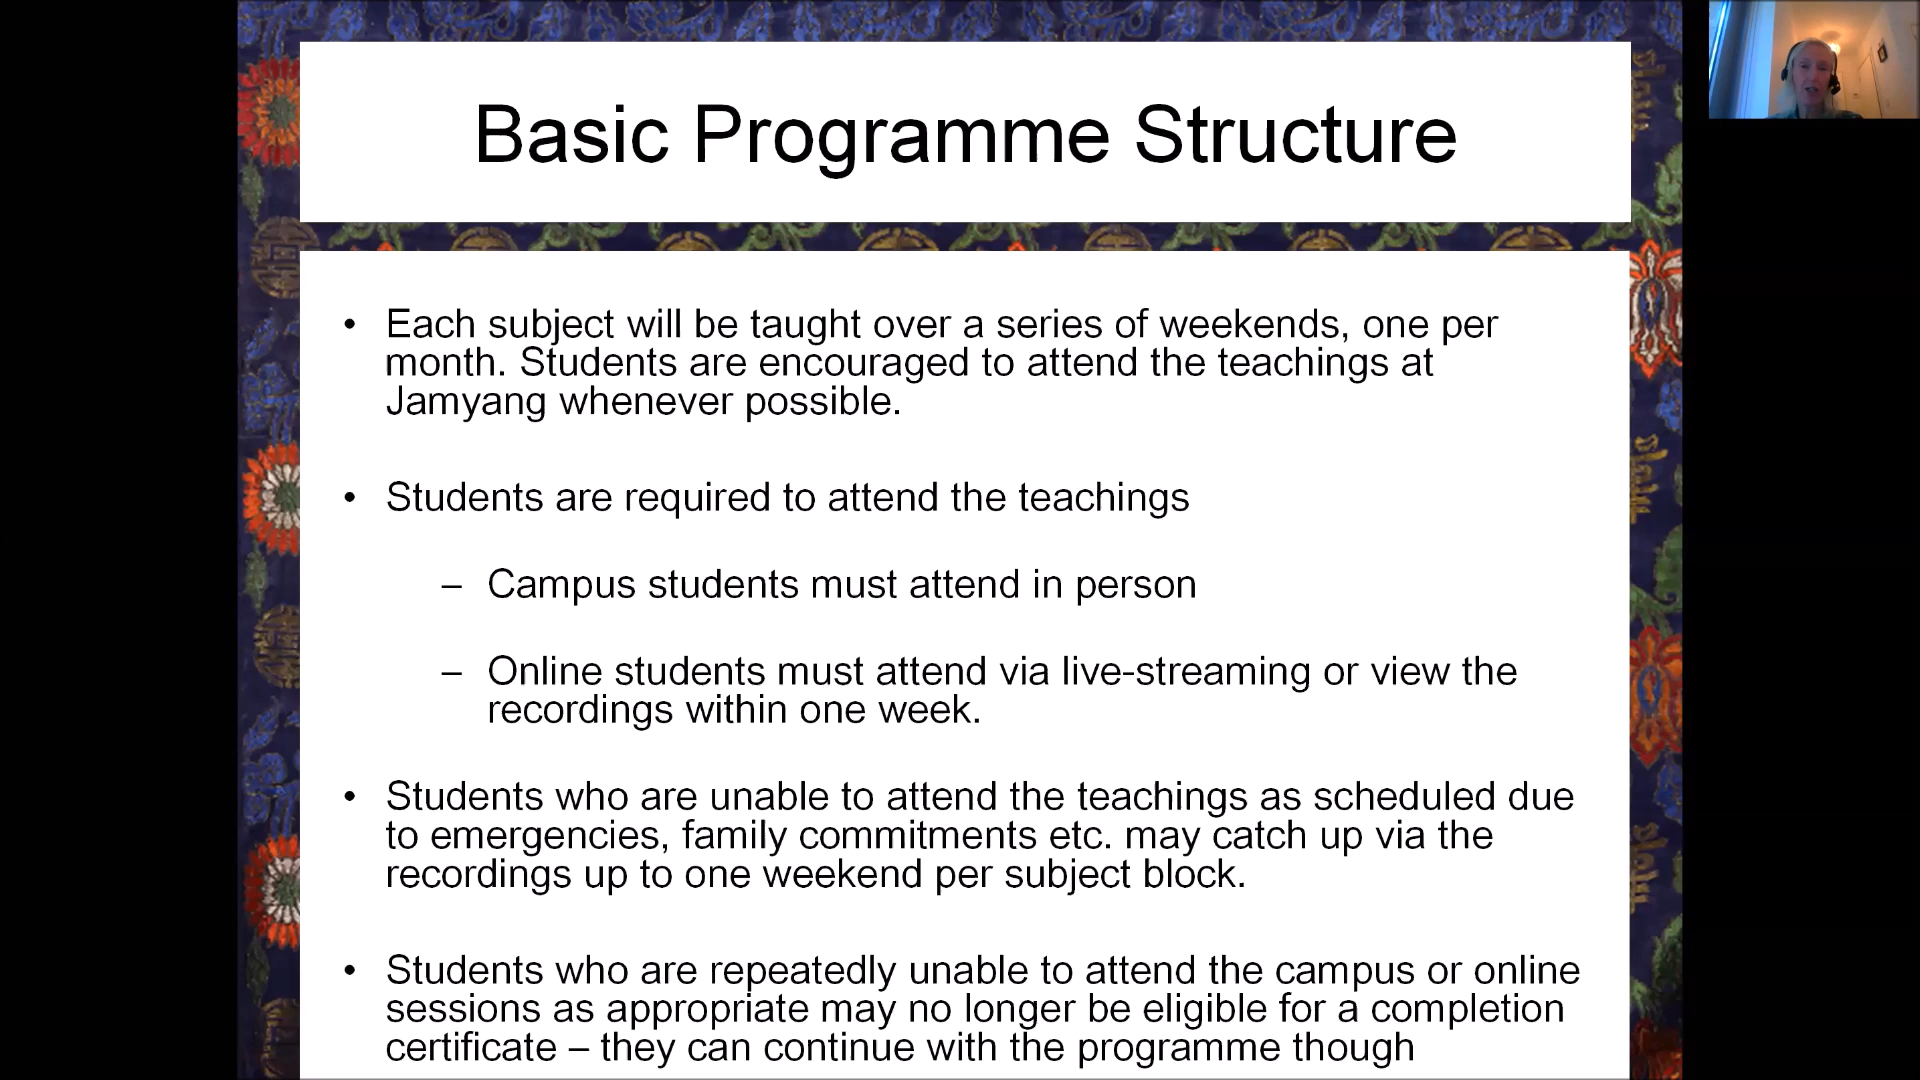 Basic Programme Structure
• Each subject will be taught over a series of weekends, one per
month. Students are encouraged to attend the teachings at
Jamyang whenever possible.
• Students are required to attend the teachings
– Campus students must attend in person
– Online students must attend via live-streaming or view the
recordings within one week.
• Students who are unable to attend the teachings as scheduled due
to emergencies, family commitments etc. may catch up via the
recordings up to one weekend per subject block.
• Students who are repeatedly unable to attend the campus or online
sessions as appropriate may no longer be eligible for a completion
certificate – they can continue with the programme though